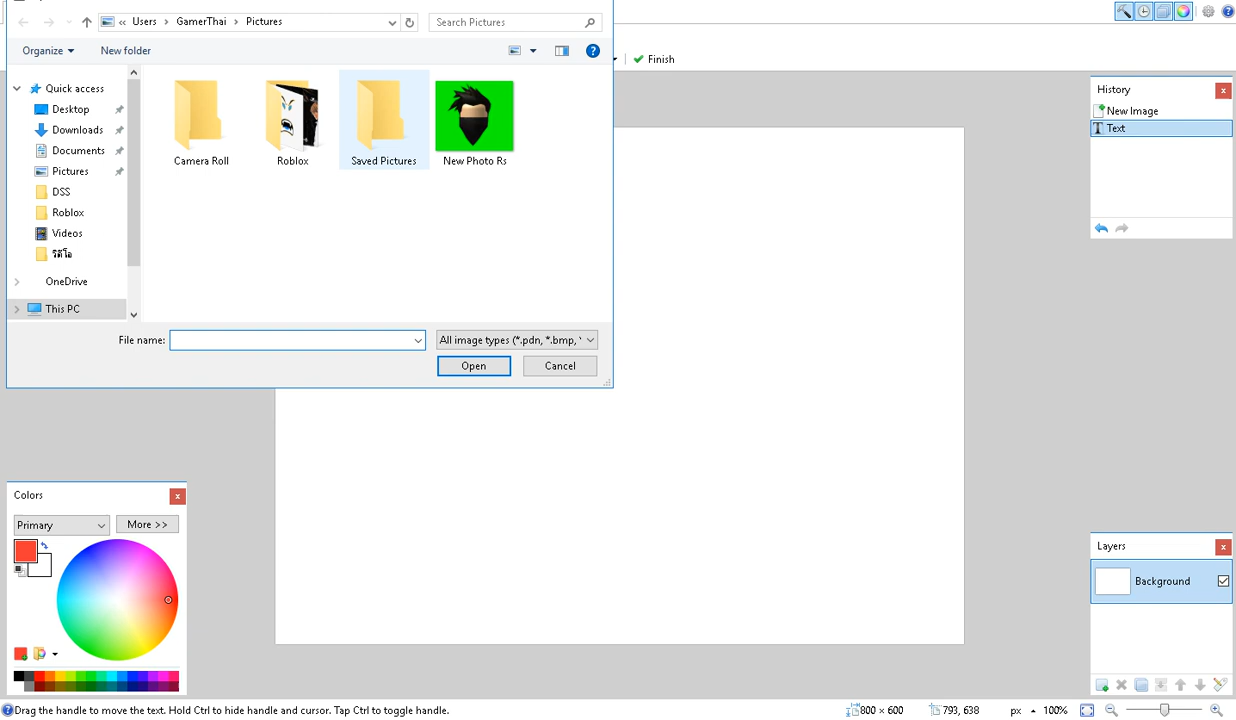 « Users > GamerThai > Pictures
Search Pictures
Organize
New folder
Finish
Quick access
Desktop
Downloads
Documents
Pictures
DSS
Roblox
Videos
วิดีโอ
OneDrive
This PC
Camera Roll
Roblox
Saved Pictures
New Photo Rs
File name:
All image types (*.pdn, *.bmp, *
Open
Cancel
History
New Image
Text
Colors
Primary
More >>
Layers
Background
Drag the handle to move the text. Hold Ctrl to hide handle and cursor. Tap Ctrl to toggle handle.
800 × 600
793, 638
px
100%